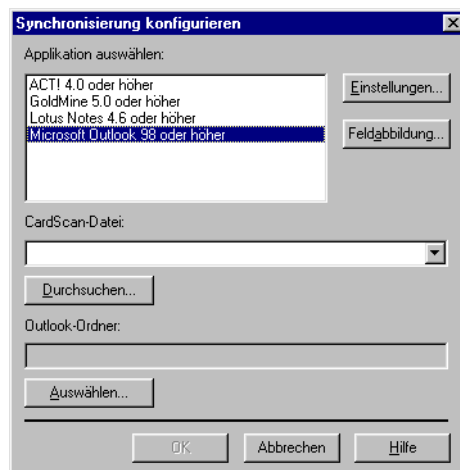 Synchronisierung konfigurieren
Applikation auswählen:
ACT! 4.0 oder höher
GoldMine 5.0 oder höher
Lotus Notes 4.6 oder höher
Microsoft Outlook 98 oder höher
Einstellungen...
Feldabbildung...
CardScan-Datei:
Durchsuchen...
Outlook-Ordner:
Auswählen...
OK Abbrechen Hilfe